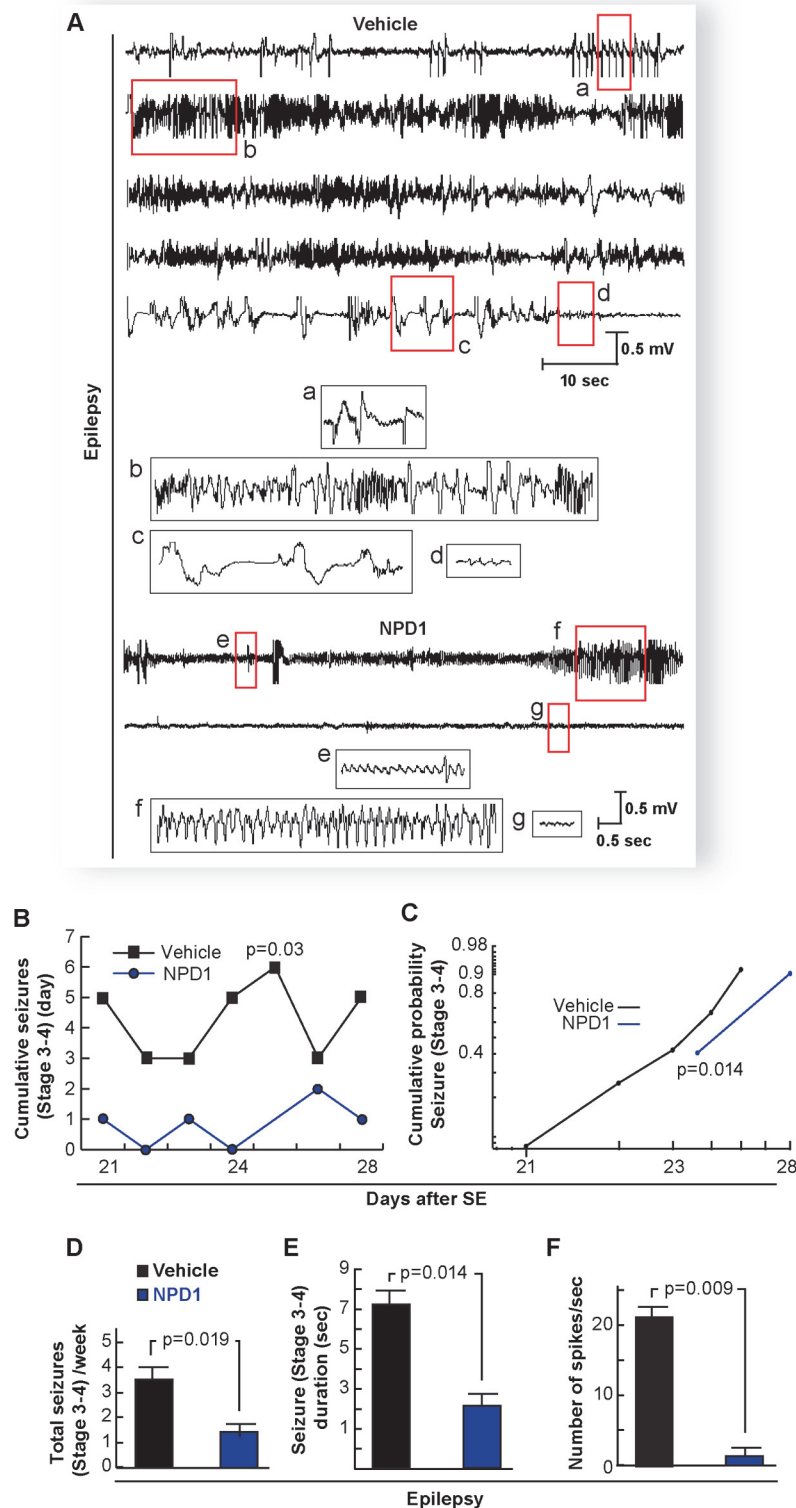 A
Vehicle
a
b
d
c
0.5 mV
10 sec
Epilepsy
a
b
c
d
NPD1
e
f
g
e
f
g
0.5 mV
0.5 sec
B
7
6
5
4
3
2
1
0
Vehicle
NPD1
p=0.03
Cumulative seizures
(Stage 3-4) (day)
21
24
28
C
0.98
0.9
0.8
0.4
Vehicle
NPD1
p=0.014
Cumulative probability
Seizure (Stage 3-4)
21
23
28
Days after SE
D
Vehicle
NPD1
p=0.019
5
4
3
2
1
0
Total seizures
(Stage 3-4) /week
E
9
7
5
3
2
1
p=0.014
Seizure (Stage 3-4)
duration (sec)
F
20
10
0
p=0.009
Number of spikes/sec
Epilepsy